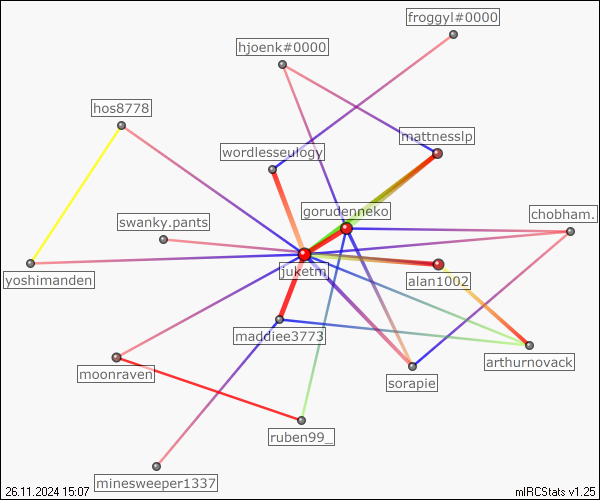 froggyl#0000
hjoenk#0000
hos8778
mattnesslp
wordlesseulogy
gorudenneko
chobham.
swanky.pants
juketm
yoshimanden
alan1002
maddiee3773
arthurnovack
moonraven
sorapie
ruben99_
minesweeper1337
26.11.2024 15:07
mIRCStats v1.25